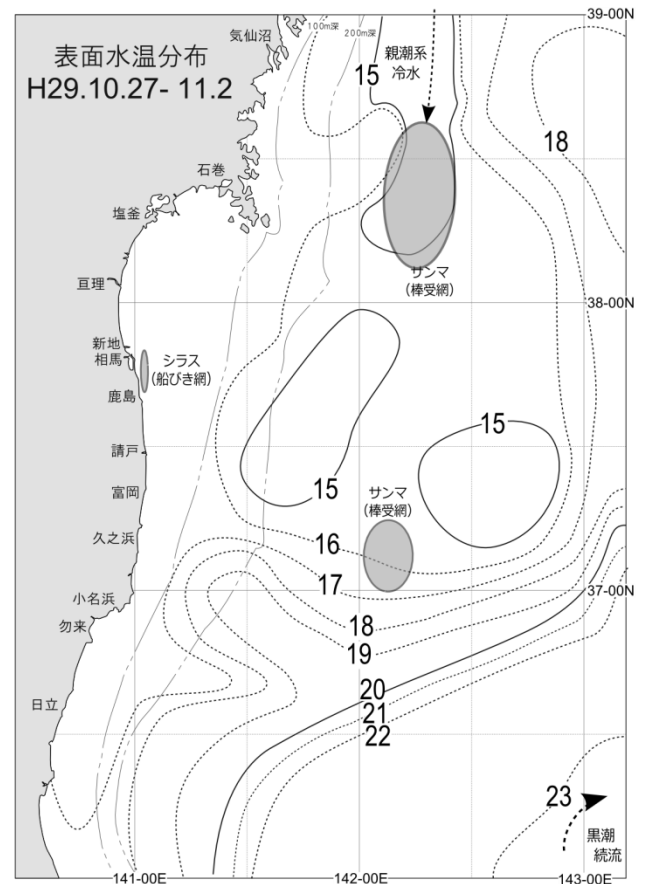 39-00N
気仙沼
100m深
200m深
表面水温分布
H29.10.27- 11.2
親潮系
冷水
15
18
石巻
塩釜
サンマ
(棒受網)
亘理
38-00N
新地
相馬
シラス
(船びき網)
鹿島
15
請戸
15
サンマ
(棒受網)
富岡
久之浜
16
17
37-00N
小名浜
勿来
18
19
20
日立
21
22
23
黒潮
続流
141-00E
142-00E
143-00E